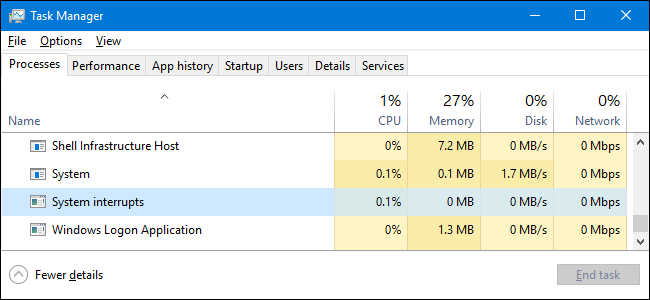 Task Manager
File Options View
Processes Performance App history Startup Users Details Services
1% 27% 0% 0%
Name CPU Memory Disk Network
Shell Infrastructure Host 0% 7.2 MB 0 MB/s 0 Mbps
System 0.1% 0.1 MB 1.7 MB/s 0 Mbps
System interrupts 0.1% 0 MB 0 MB/s 0 Mbps
Windows Logon Application 0% 1.3 MB 0 MB/s 0 Mbps
Fewer details End task